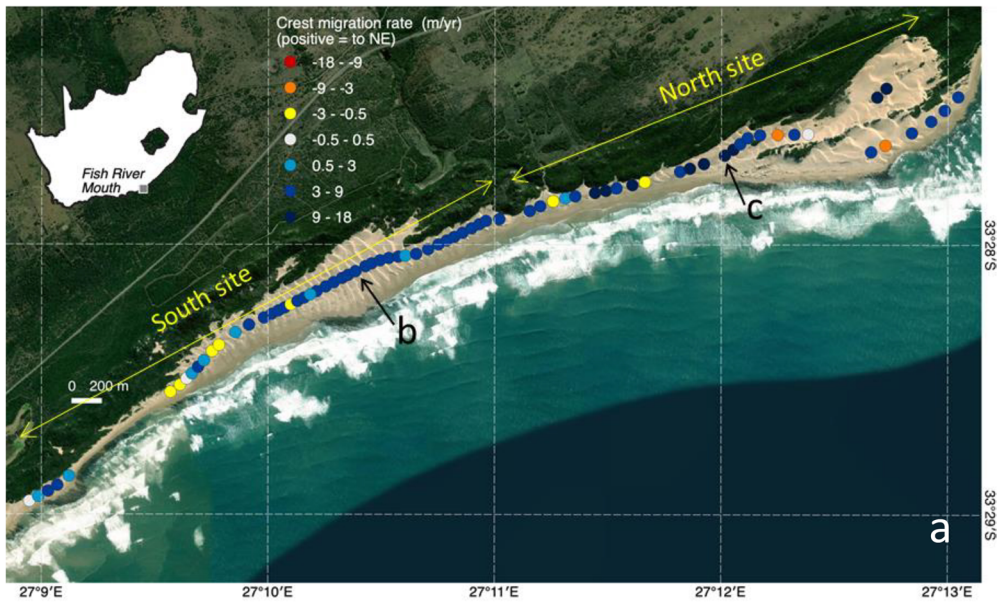 Crest migration rate (m/yr)
(positive = to NE)
-18 - -9
-9 - -3
-3 - -0.5
-0.5 - 0.5
0.5 - 3
3 - 9
9 - 18
Fish River
Mouth
North site
South site
c
b
0 200 m
33°28'S
33°29'S
a
27°9'E
27°10'E
27°11'E
27°12'E
27°13'E